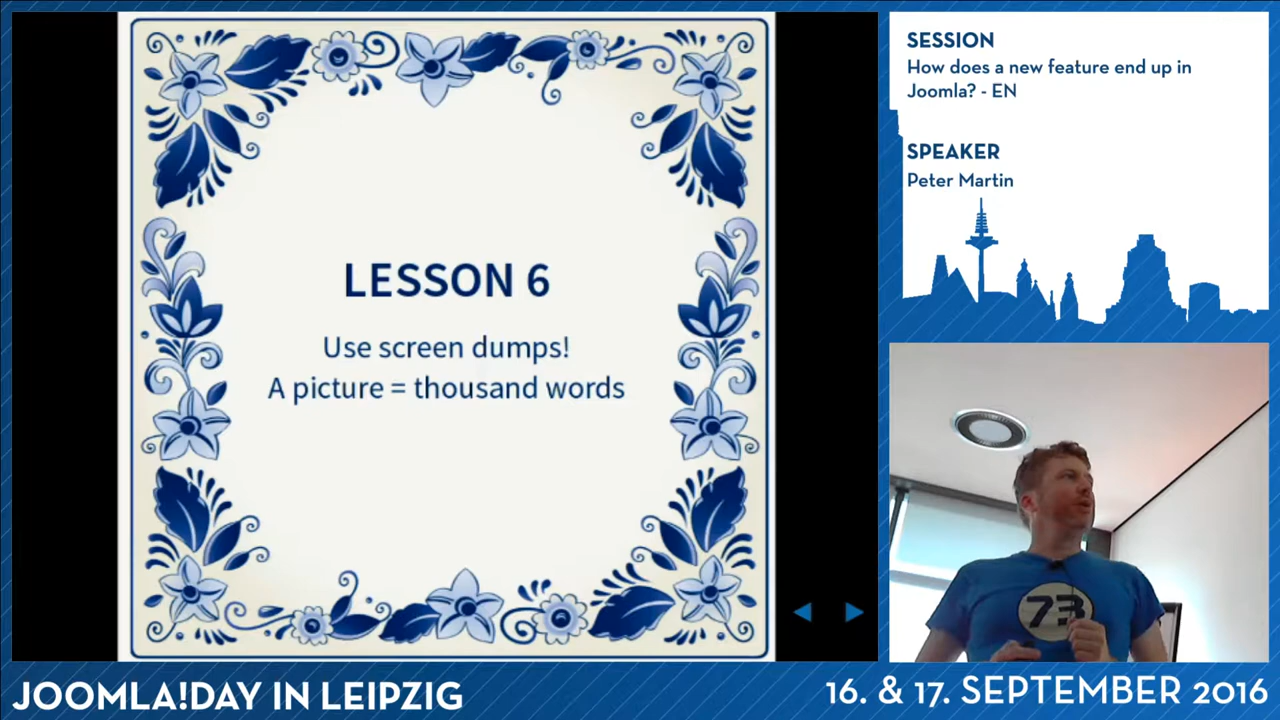 LESSON 6
Use screen dumps!
A picture = thousand words
SESSION
How does a new feature end up in
Joomla? - EN
SPEAKER
Peter Martin
73
JOOMLA!DAY IN LEIPZIG
16. & 17. SEPTEMBER 2016